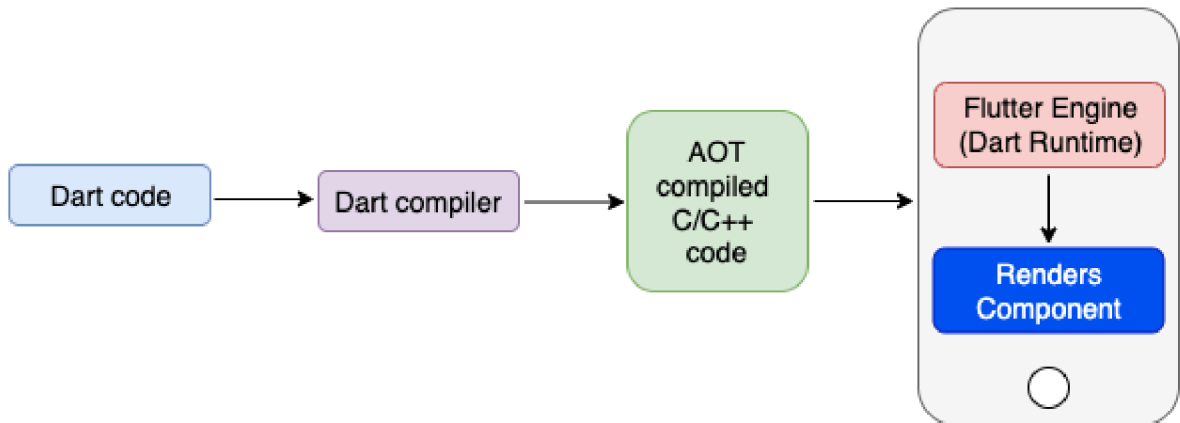 Dart code
Dart compiler
AOT
compiled
C/C++
code
Flutter Engine
(Dart Runtime)
Renders
Component